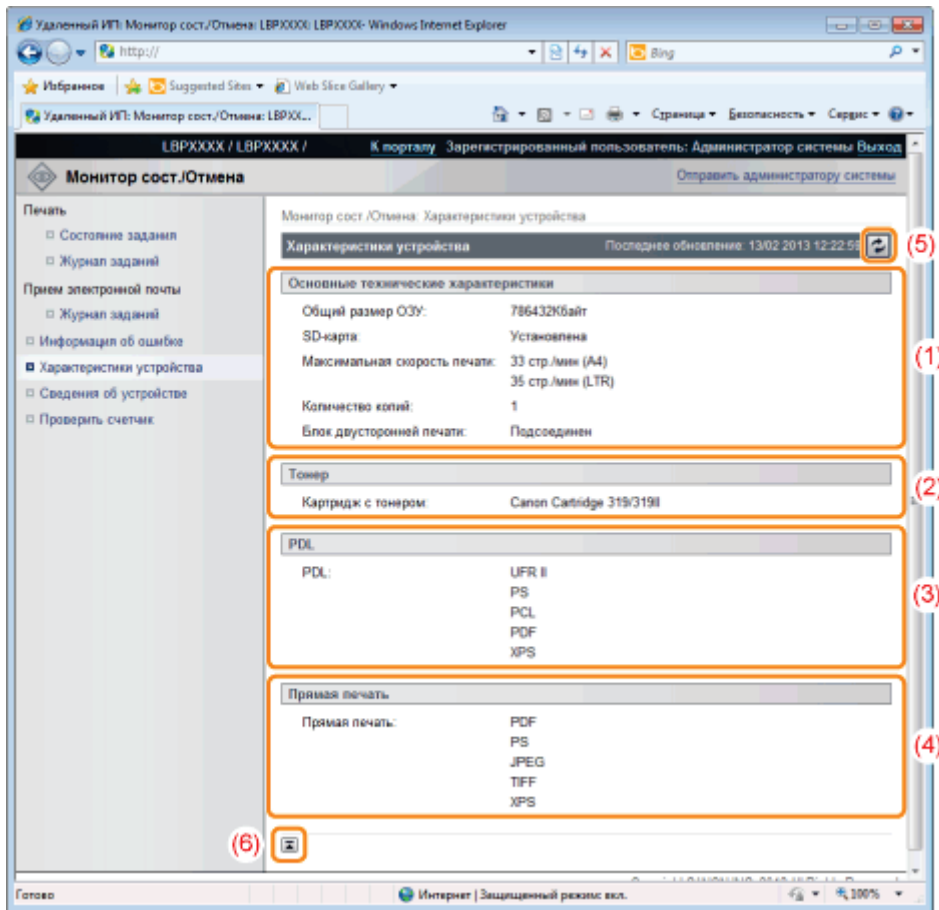 Удаленный ИП: Монитор сост./Отмена: LBPXXXX: LBPXXXX- Windows Internet Explorer
http://
Bing
Избранное Suggested Sites Web Slice Gallery
Удаленный ИП: Монитор сост./Отмена: LBPXX... Страница Безопасность Сервис
LBPXXXX / LBPXXXX / К порталу Зарегистрированный пользователь: Администратор системы Выход
Монитор сост./Отмена Отправить администратору системы
Печать
Состояние задания
Журнал заданий
Прием электронной почты
Журнал заданий
Информация об ошибке
Характеристики устройства
Сведения об устройстве
Проверить счетчик
Монитор сост./Отмена: Характеристики устройства
Характеристики устройства Последнее обновление: 13/02 2013 12:22:59
(5)
Основные технические характеристики
Общий размер ОЗУ: 786432Кбайт
SD-карта: Установлена
Максимальная скорость печати: 33 стр./мин (A4)
35 стр./мин (LTR)
Количество копий: 1
Блок двусторонней печати: Подсоединен
(1)
Тонер
Картридж с тонером: Canon Cartridge 319/319II
(2)
PDL
PDL: UFR II
PS
PCL
PDF
XPS
(3)
Прямая печать
Прямая печать: PDF
PS
JPEG
TIFF
XPS
(4)
(6)
Готово Интернет | Защищенный режим: вкл. 100%